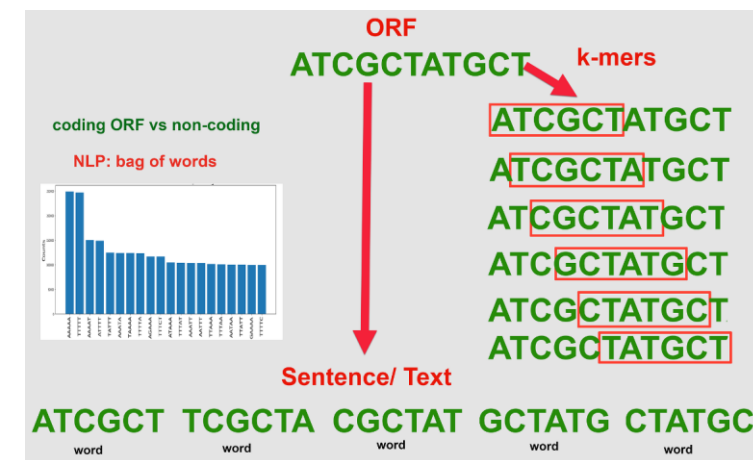 ORF
ATCGCTATGCT
k-mers
ATCGCTATGCT
ATCGCTATGCT
ATCGCTATGCT
ATCGCTATGCT
ATCGCTATGCT
ATCGCTATGCT
coding ORF vs non-coding
NLP: bag of words
Sentence/ Text
ATCGCT TCGCTA CGCTAT GCTATG CTATGC
word word word word word